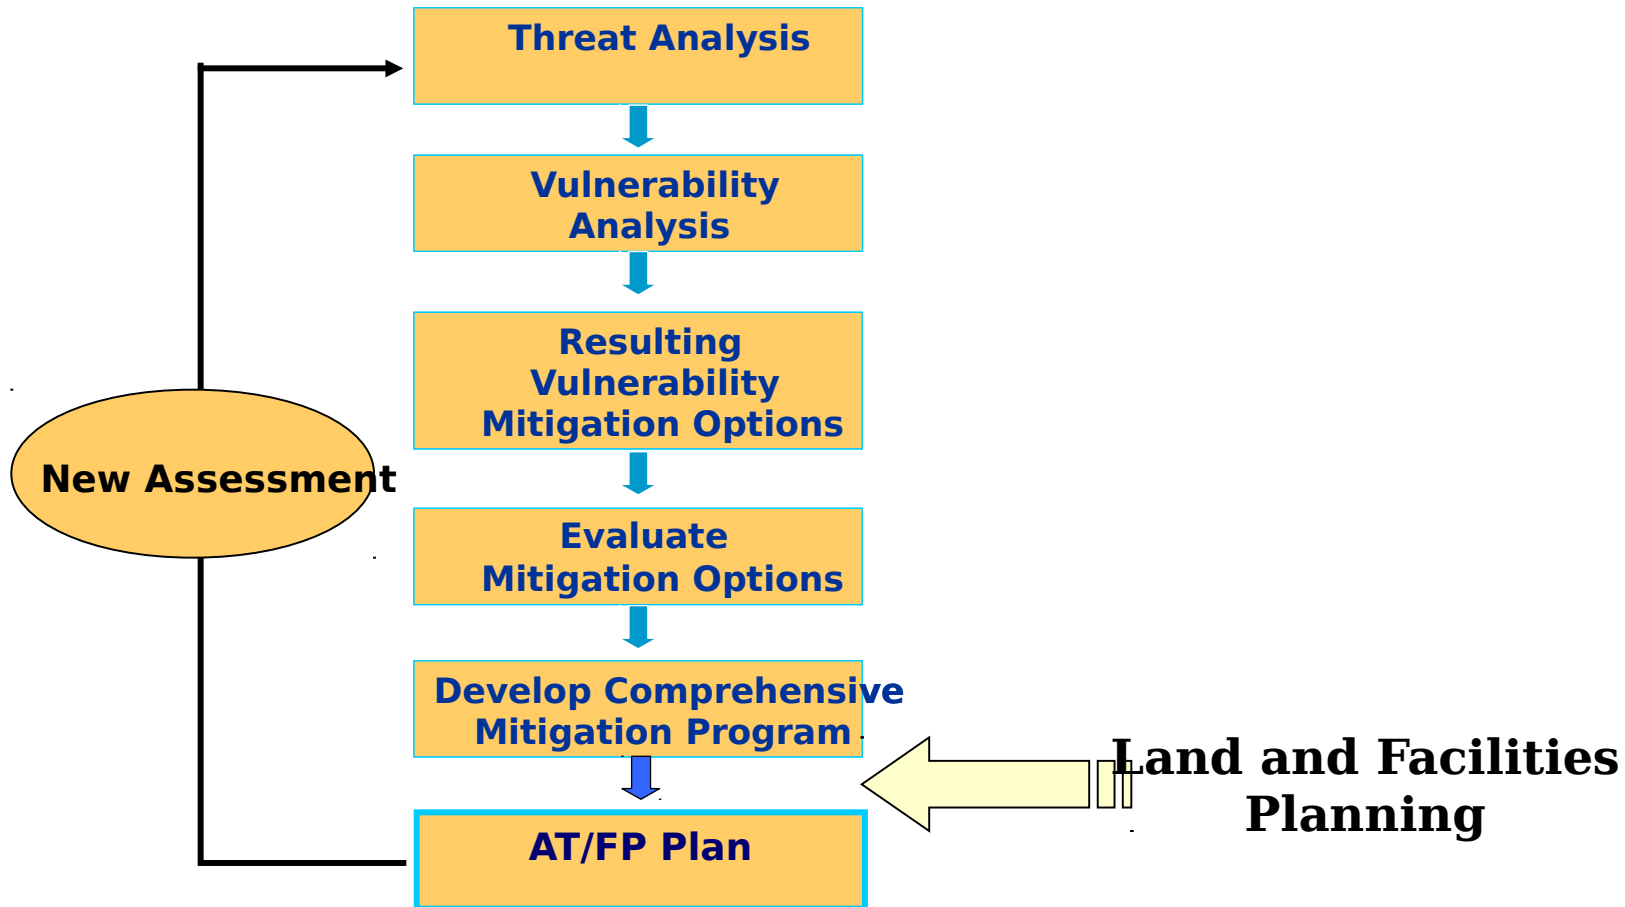 Threat Analysis
Vulnerability
Analysis
Resulting
Vulnerability
Mitigation Options
New Assessment
Evaluate
Mitigation Options
Develop Comprehensive
Mitigation Program
Land and Facilities
Planning
AT/FP Plan